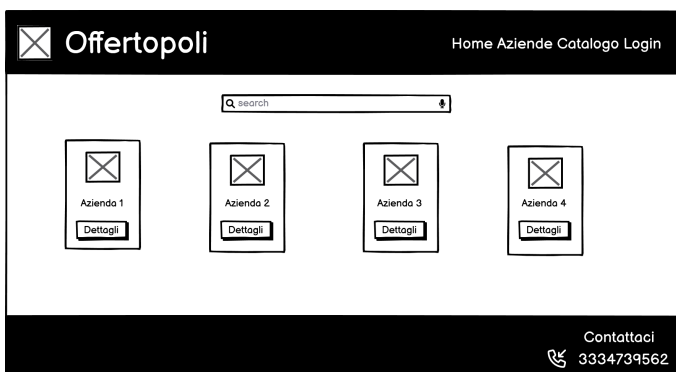 Offertopoli
Home Aziende Catalogo Login
search
Azienda 1
Dettagli
Azienda 2
Dettagli
Azienda 3
Dettagli
Azienda 4
Dettagli
Contattaci
3334739562